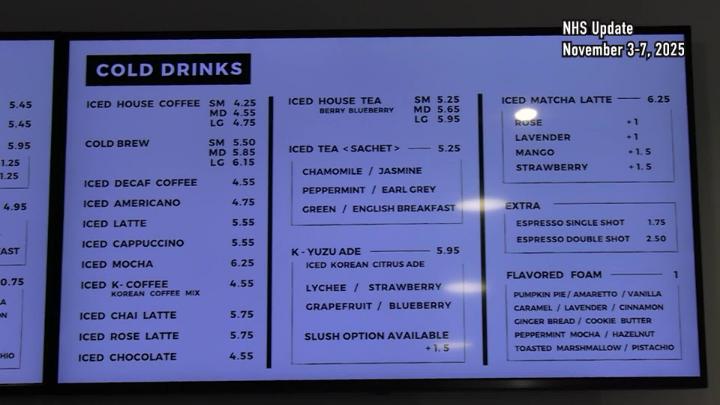 NHS Update
November 3-7, 2025
5.45
5.45
5.95
1.25
1.25
4.95
AST
0.75
A
ON
HIO
COLD DRINKS
ICED HOUSE COFFEE SM 4.25
MD 4.55
LG 4.75
COLD BREW SM 5.50
MD 5.85
LG 6.15
ICED DECAF COFFEE 4.55
ICED AMERICANO 4.75
ICED LATTE 5.55
ICED CAPPUCCINO 5.55
ICED MOCHA 6.25
ICED K-COFFEE 4.55
KOREAN COFFEE MIX
ICED CHAI LATTE 5.75
ICED ROSE LATTE 5.75
ICED CHOCOLATE 4.55
ICED HOUSE TEA SM 5.25
BERRY BLUEBERRY MD 5.65
LG 5.95
ICED TEA <SACHET> 5.25
CHAMOMILE / JASMINE
PEPPERMINT / EARL GREY
GREEN / ENGLISH BREAKFAST
K-YUZU ADE 5.95
ICED KOREAN CITRUS ADE
LYCHEE / STRAWBERRY
GRAPEFRUIT / BLUEBERRY
SLUSH OPTION AVAILABLE
+1.5
ICED MATCHA LATTE 6.25
ROSE +1
LAVENDER +1
MANGO +1.5
STRAWBERRY +1.5
EXTRA
ESPRESSO SINGLE SHOT 1.75
ESPRESSO DOUBLE SHOT 2.50
FLAVORED FOAM 1
PUMPKIN PIE / AMARETTO / VANILLA
CARAMEL / LAVENDER / CINNAMON
GINGER BREAD / COOKIE BUTTER
PEPPERMINT MOCHA / HAZELNUT
TOASTED MARSHMALLOW / PISTACHIO